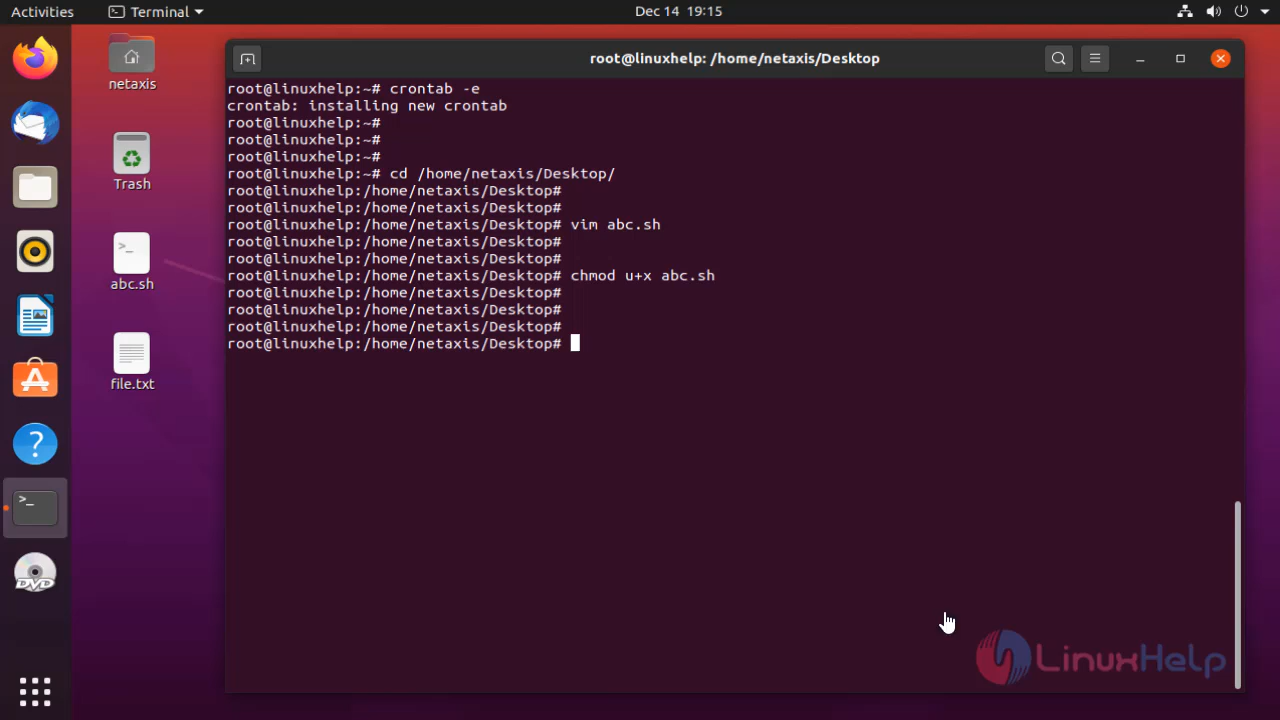 Activities Terminal Dec 14 19:15
root@linuxhelp: /home/netaxis/Desktop
netaxis
Trash
abc.sh
file.txt
root@linuxhelp:~# crontab -e
crontab: installing new crontab
root@linuxhelp:~#
root@linuxhelp:~#
root@linuxhelp:~#
root@linuxhelp:~# cd /home/netaxis/Desktop/
root@linuxhelp:/home/netaxis/Desktop#
root@linuxhelp:/home/netaxis/Desktop#
root@linuxhelp:/home/netaxis/Desktop# vim abc.sh
root@linuxhelp:/home/netaxis/Desktop#
root@linuxhelp:/home/netaxis/Desktop#
root@linuxhelp:/home/netaxis/Desktop# chmod u+x abc.sh
root@linuxhelp:/home/netaxis/Desktop#
root@linuxhelp:/home/netaxis/Desktop#
root@linuxhelp:/home/netaxis/Desktop#
root@linuxhelp:/home/netaxis/Desktop#
DVD
LinuxHelp